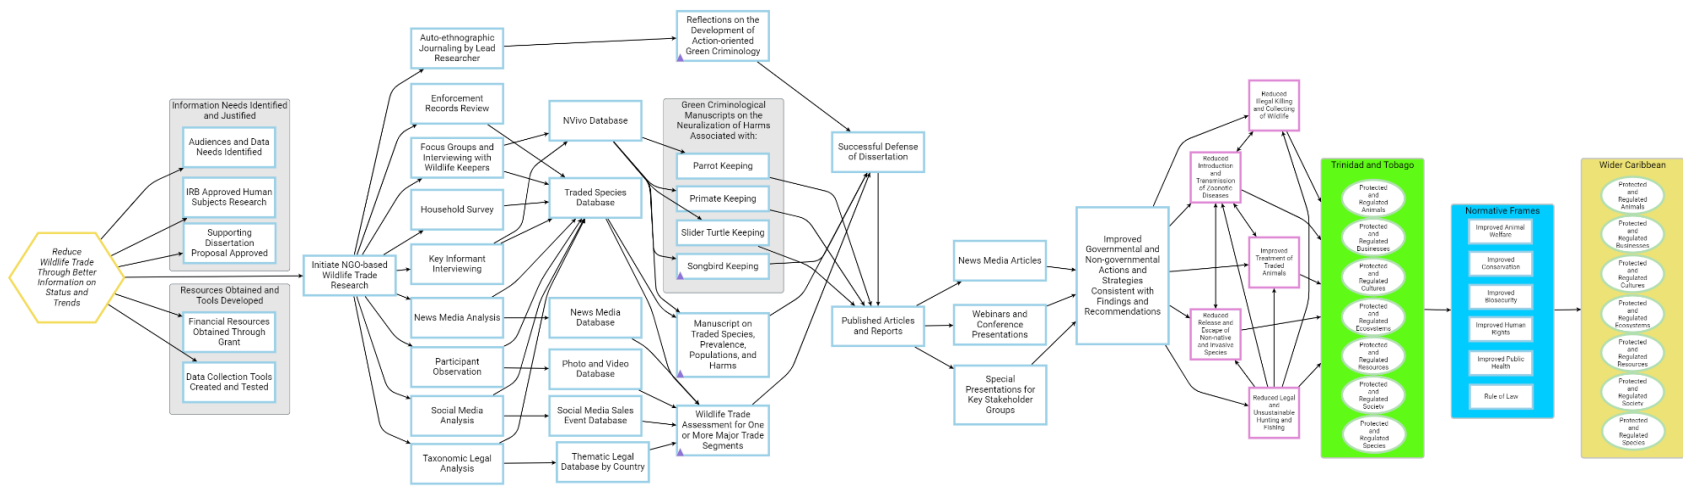 Reduce
Wildlife Trade
Through Better
Information on
Status and
Trends
Information Needs Identified
and Justified
Audiences and Data
Needs Identified
IRB Approved Human
Subjects Research
Supporting
Dissertation
Proposal Approved
Resources Obtained and
Tools Developed
Financial Resources
Obtained Through
Grant
Data Collection Tools
Created and Tested
Initiate NGO-based
Wildlife Trade
Research
Auto-ethnographic
Journaling by Lead
Researcher
Enforcement
Records Review
Focus Groups and
Interviewing with
Wildlife Keepers
Household Survey
Key Informant
Interviewing
News Media Analysis
Participant
Observation
Social Media
Analysis
Taxonomic Legal
Analysis
NVivo Database
Traded Species
Database
News Media
Database
Photo and Video
Database
Social Media Sales
Event Database
Thematic Legal
Database by Country
Reflections on the
Development of
Action-oriented
Green Criminology
Green Criminological
Manuscripts on the
Neuralization of Harms
Associated with:
Parrot Keeping
Primate Keeping
Slider Turtle Keeping
Songbird Keeping
Manuscript on
Traded Species,
Prevalence,
Populations, and
Harms
Wildlife Trade
Assessment for One
or More Major Trade
Segments
Successful Defense
of Dissertation
Published Articles
and Reports
News Media Articles
Webinars and
Conference
Presentations
Special
Presentations for
Key Stakeholder
Groups
Improved
Governmental and
Non-governmental
Actions and
Strategies
Consistent with
Findings and
Recommendations
Reduced
Illegal Killing
and Collecting
of Wildlife
Reduced
Introduction
and
Transmission
of Zoonotic
Diseases
Improved
Treatment of
Traded
Animals
Reduced
Release and
Escape of
Non-native
and Invasive
Species
Reduced Legal
and
Unsustainable
Hunting and
Fishing
Trinidad and Tobago
Protected
and
Regulated
Animals
Protected
and
Regulated
Businesses
Protected
and
Regulated
Cultures
Protected
and
Regulated
Ecosystems
Protected
and
Regulated
Resources
Protected
and
Regulated
Society
Protected
and
Regulated
Species
Normative Frames
Improved Animal
Welfare
Improved
Conservation
Improved
Biosecurity
Improved Human
Rights
Improved Public
Health
Rule of Law
Wider Caribbean
Protected
and
Regulated
Animals
Protected
and
Regulated
Businesses
Protected
and
Regulated
Cultures
Protected
and
Regulated
Ecosystems
Protected
and
Regulated
Resources
Protected
and
Regulated
Society
Protected
and
Regulated
Species